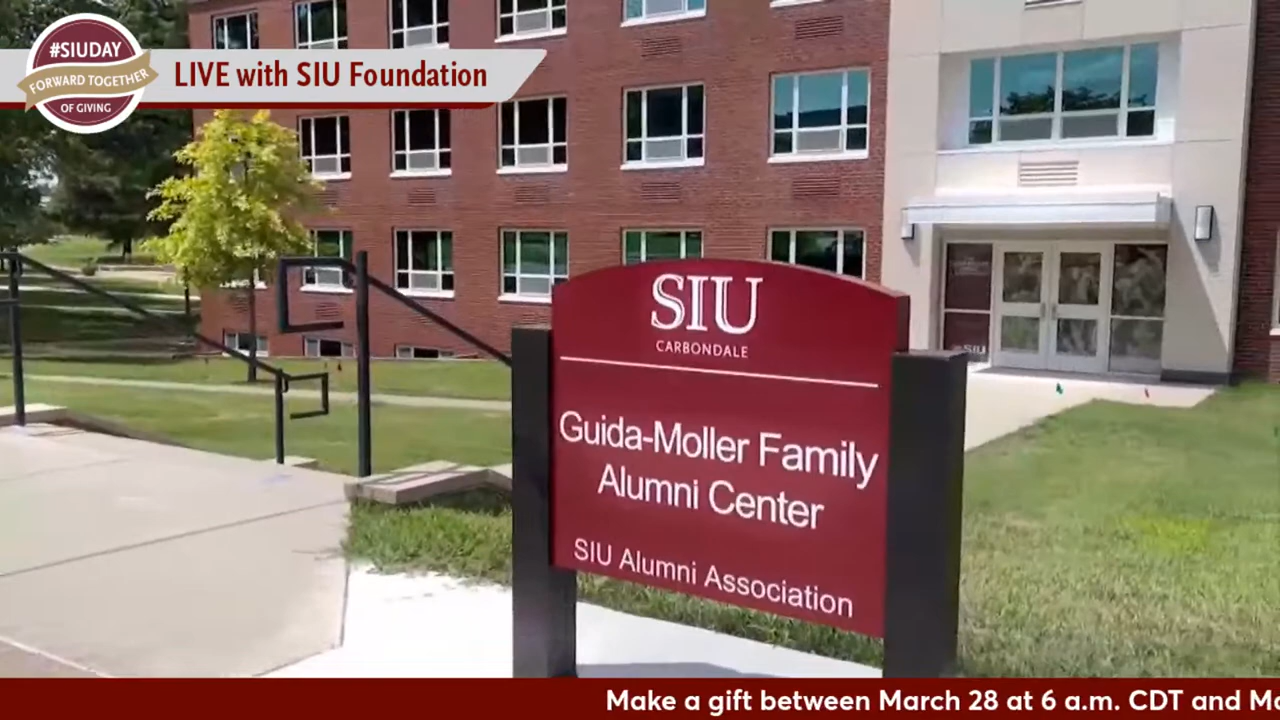 #SIUDAY
FORWARD TOGETHER
OF GIVING
LIVE with SIU Foundation
SIU
CARBONDALE
Guida-Moller Family
Alumni Center
SIU Alumni Association
SIU
Make a gift between March 28 at 6 a.m. CDT and